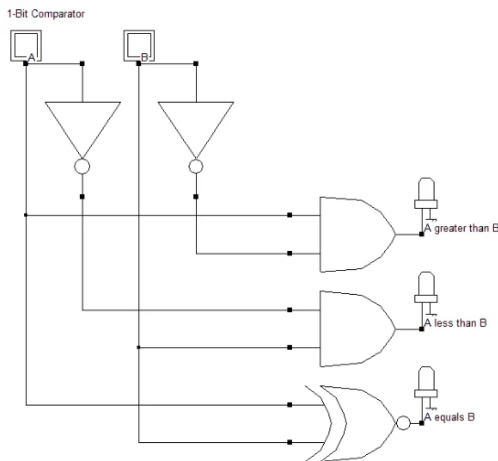 1-Bit Comparator
A
B
A greater than B
A less than B
A equals B